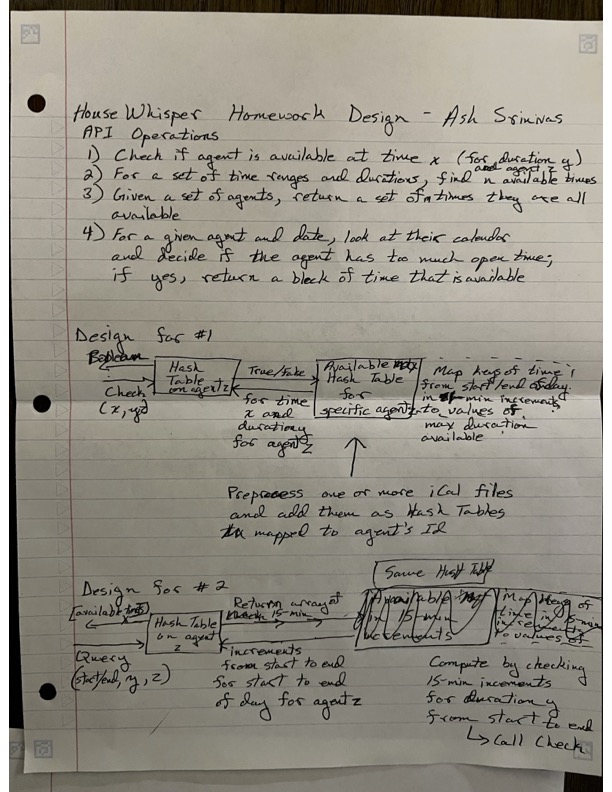 House Whisper Homework Design - Ash Srinivas
API Operations
1) Check if agent is available at time x (for duration y)
and agent z
2) For a set of time ranges and durations, find n available times
3) Given a set of agents, return a set of n times they are all
available
4) For a given agent and date, look at their calendar
and decide if the agent has too much open time;
if yes, return a block of time that is available
Design for #1
Boolean
Check
(x, y, z)
Hash
Table
on agent z
True/False
for time
x and
duration y
for agent z
Available
Hash Table
for
specific agent z
Map keys of time
from start/end of day
in -min increments
to values of
max duration
available
Preprocess one or more iCal files
and add them as Hash Tables
mapped to agent's Id
Design for #2
[available times]
Query
(start/end, y, z)
Hash Table
on agent
z
Return array of
15-min
increments
from start to end
for start to end
of day for agent z
Same Hash Table
Available
in 15-min
increments
Map keys of
time in 15-min
increments
to values of
Compute by checking
15-min increments
for duration y
from start to end
↳ Call Check